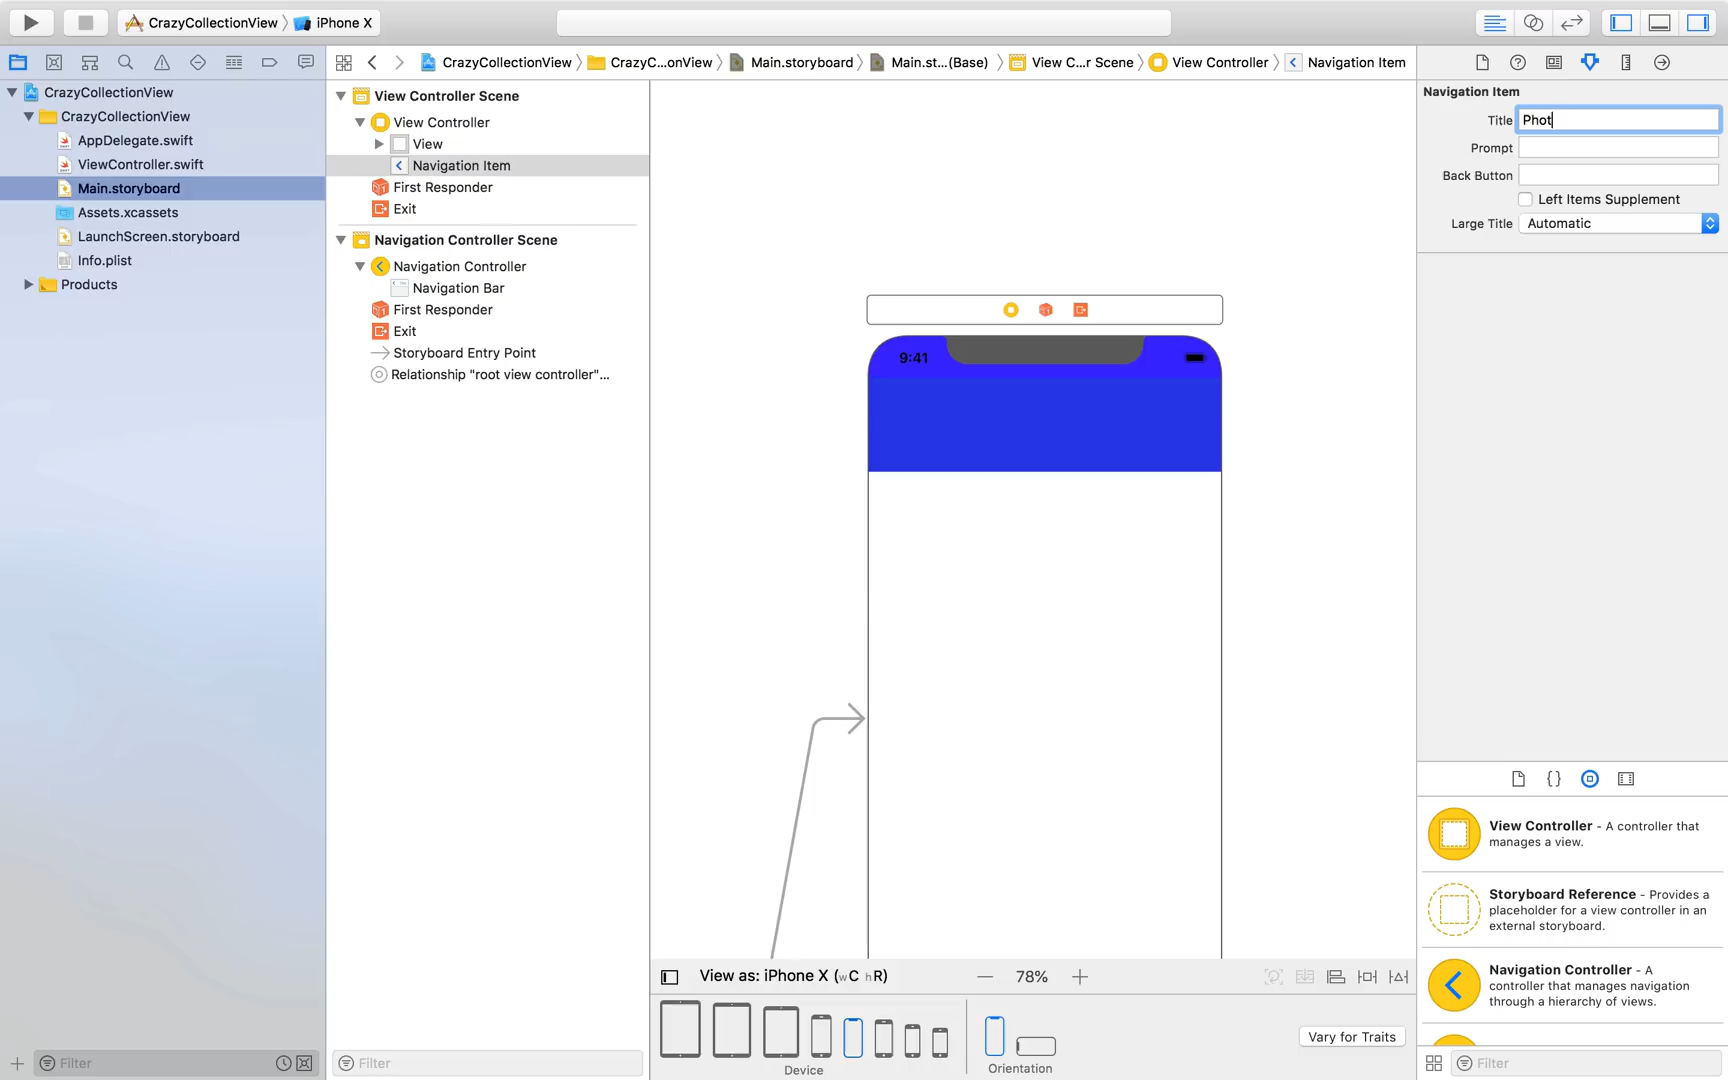 CrazyCollectionView
iPhone X
CrazyCollectionView
CrazyC...onView
Main.storyboard
Main.st...(Base)
View C...r Scene
View Controller
Navigation Item
CrazyCollectionView
CrazyCollectionView
AppDelegate.swift
ViewController.swift
Main.storyboard
Assets.xcassets
LaunchScreen.storyboard
Info.plist
Products
Filter
View Controller Scene
View Controller
View
Navigation Item
First Responder
Exit
Navigation Controller Scene
Navigation Controller
Navigation Bar
First Responder
Exit
Storyboard Entry Point
Relationship "root view controller"...
Filter
9:41
View as: iPhone X (wC hR)
78%
Device
Orientation
Vary for Traits
Navigation Item
Title
Phot
Prompt
Back Button
Left Items Supplement
Large Title
Automatic
View Controller - A controller that
manages a view.
Storyboard Reference - Provides a
placeholder for a view controller in an
external storyboard.
Navigation Controller - A
controller that manages navigation
through a hierarchy of views.
Filter